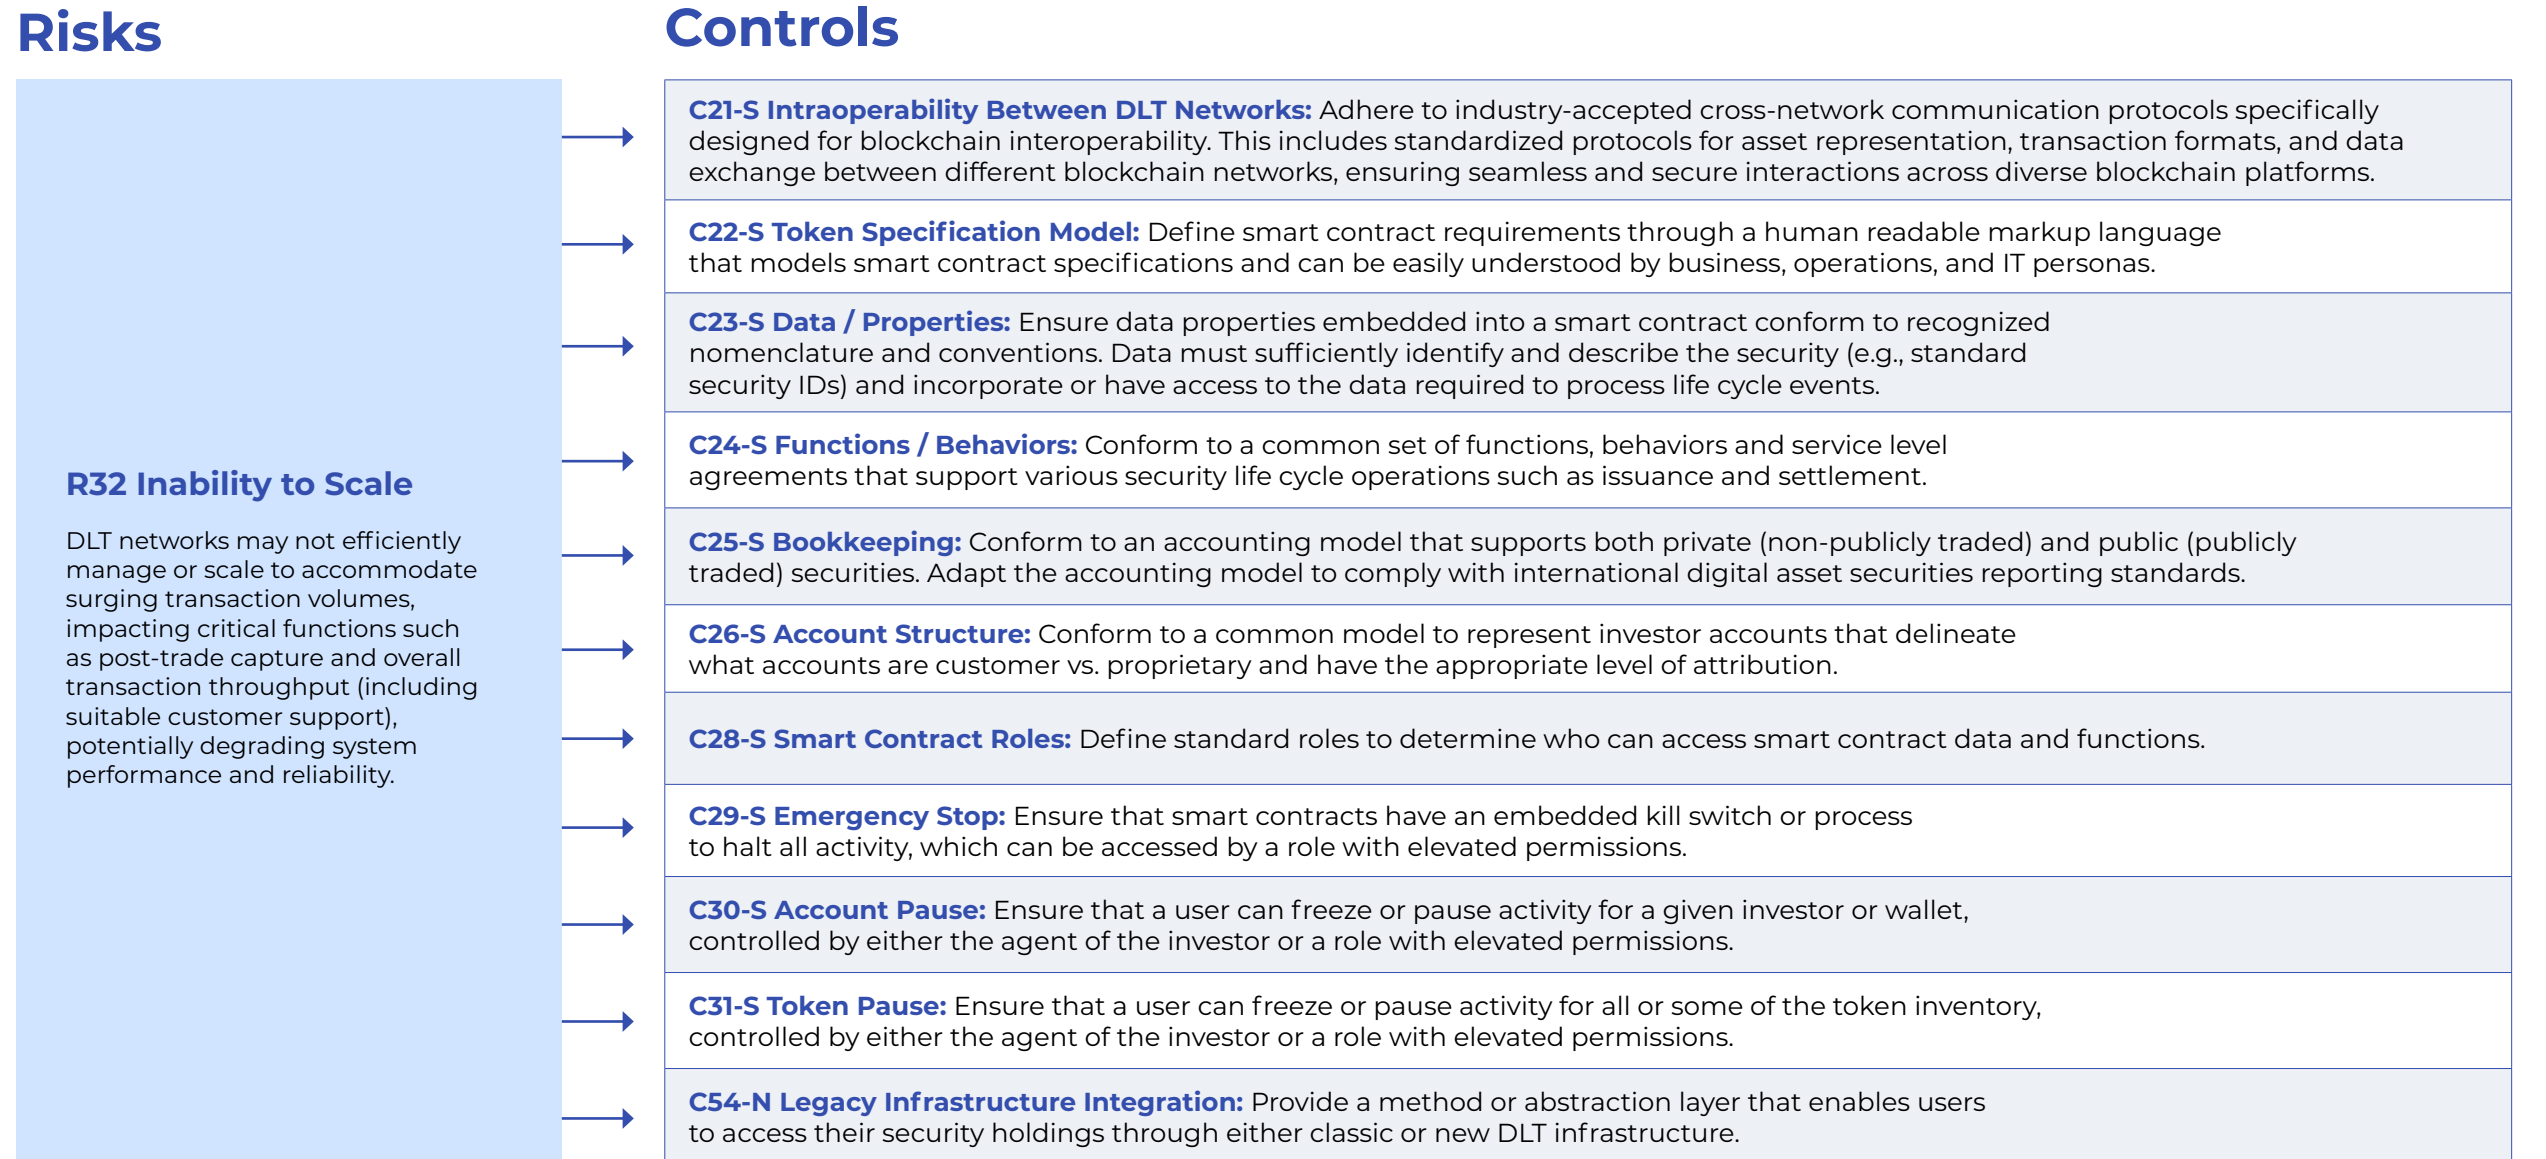 Risks
Controls
R32 Inability to Scale
DLT networks may not efficiently
manage or scale to accommodate
surging transaction volumes,
impacting critical functions such
as post-trade capture and overall
transaction throughput (including
suitable customer support),
potentially degrading system
performance and reliability.
C21-S Intraoperability Between DLT Networks: Adhere to industry-accepted cross-network communication protocols specifically
designed for blockchain interoperability. This includes standardized protocols for asset representation, transaction formats, and data
exchange between different blockchain networks, ensuring seamless and secure interactions across diverse blockchain platforms.
C22-S Token Specification Model: Define smart contract requirements through a human readable markup language
that models smart contract specifications and can be easily understood by business, operations, and IT personas.
C23-S Data / Properties: Ensure data properties embedded into a smart contract conform to recognized
nomenclature and conventions. Data must sufficiently identify and describe the security (e.g., standard
security IDs) and incorporate or have access to the data required to process life cycle events.
C24-S Functions / Behaviors: Conform to a common set of functions, behaviors and service level
agreements that support various security life cycle operations such as issuance and settlement.
C25-S Bookkeeping: Conform to an accounting model that supports both private (non-publicly traded) and public (publicly
traded) securities. Adapt the accounting model to comply with international digital asset securities reporting standards.
C26-S Account Structure: Conform to a common model to represent investor accounts that delineate
what accounts are customer vs. proprietary and have the appropriate level of attribution.
C28-S Smart Contract Roles: Define standard roles to determine who can access smart contract data and functions.
C29-S Emergency Stop: Ensure that smart contracts have an embedded kill switch or process
to halt all activity, which can be accessed by a role with elevated permissions.
C30-S Account Pause: Ensure that a user can freeze or pause activity for a given investor or wallet,
controlled by either the agent of the investor or a role with elevated permissions.
C31-S Token Pause: Ensure that a user can freeze or pause activity for all or some of the token inventory,
controlled by either the agent of the investor or a role with elevated permissions.
C54-N Legacy Infrastructure Integration: Provide a method or abstraction layer that enables users
to access their security holdings through either classic or new DLT infrastructure.